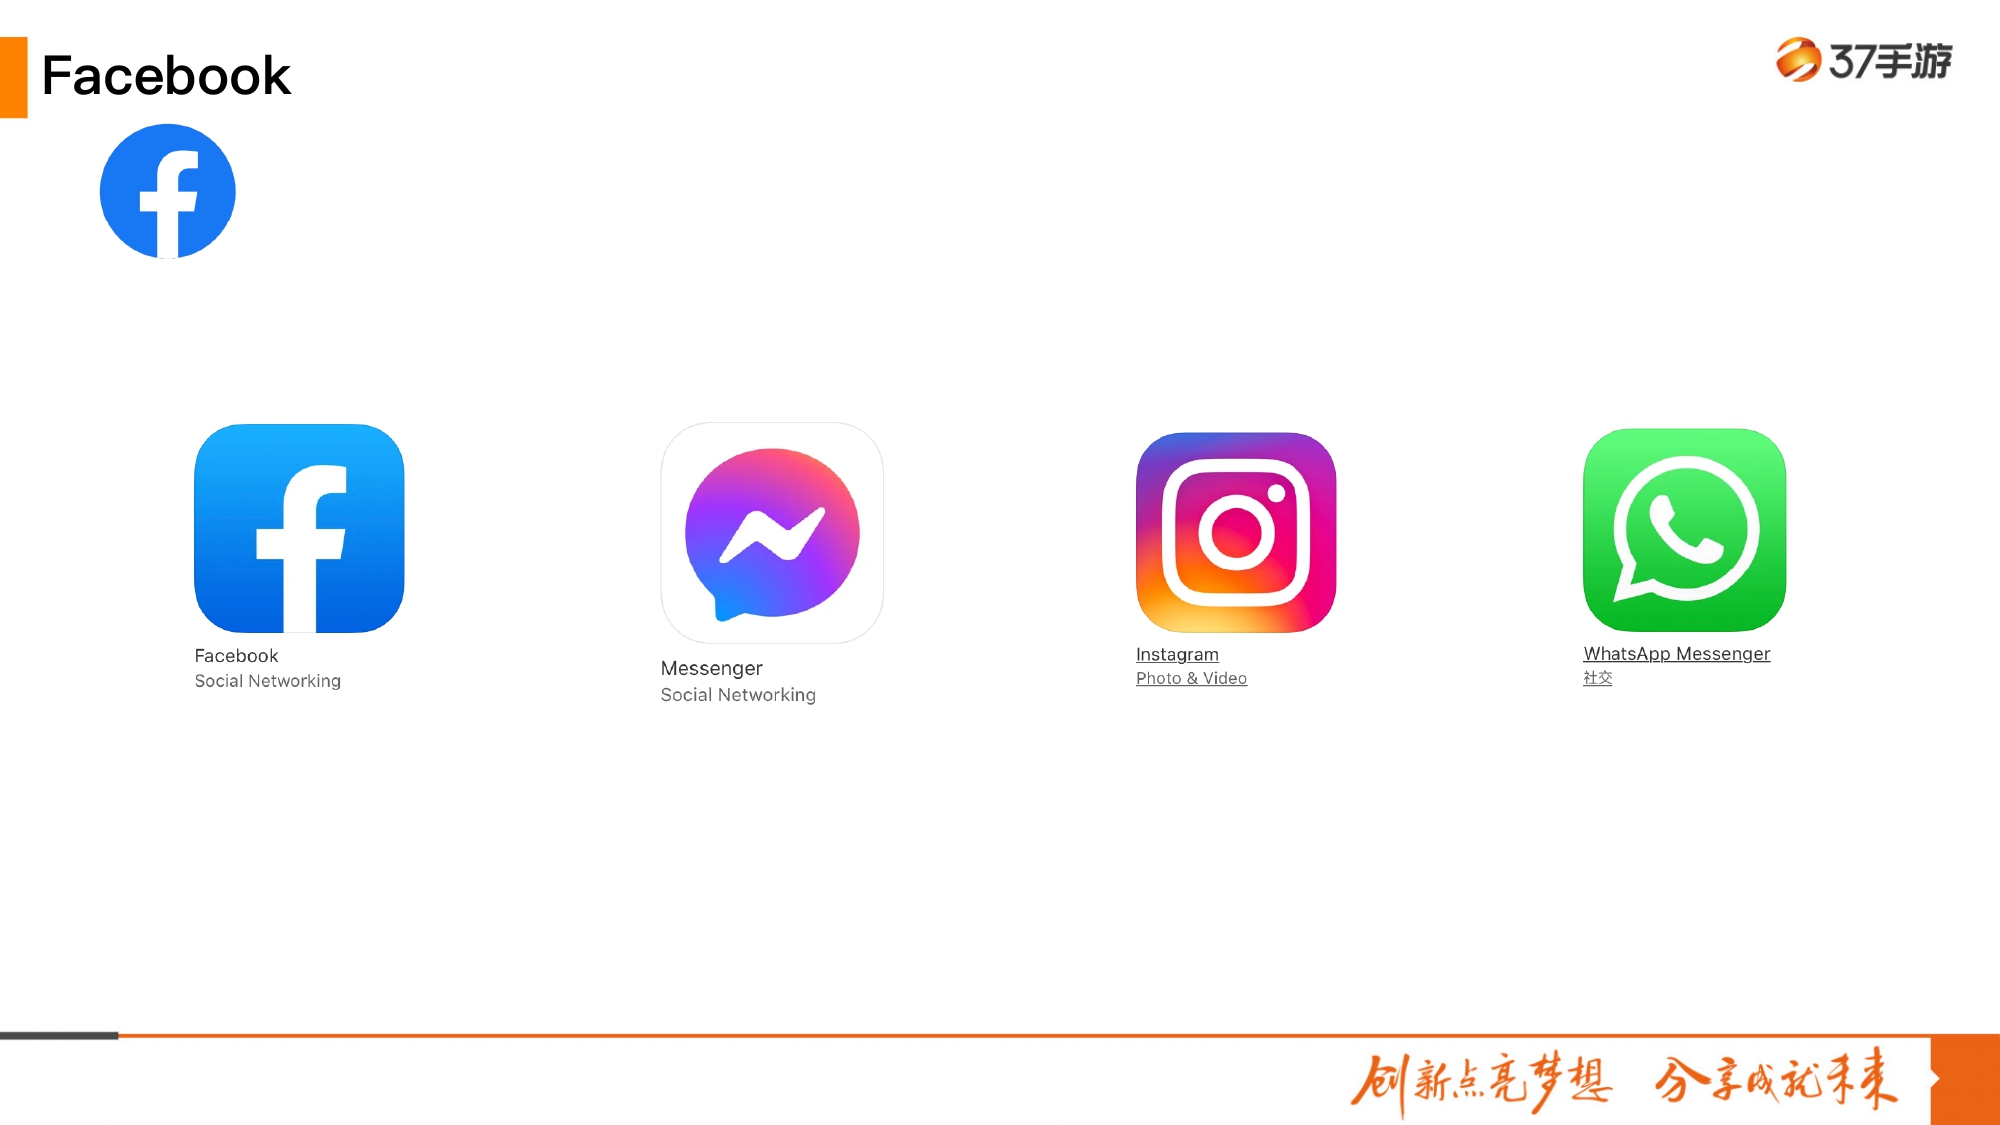 Facebook
37手游
Facebook
Social Networking
Messenger
Social Networking
Instagram
Photo & Video
WhatsApp Messenger
社交
创新点亮梦想 分享成就未来